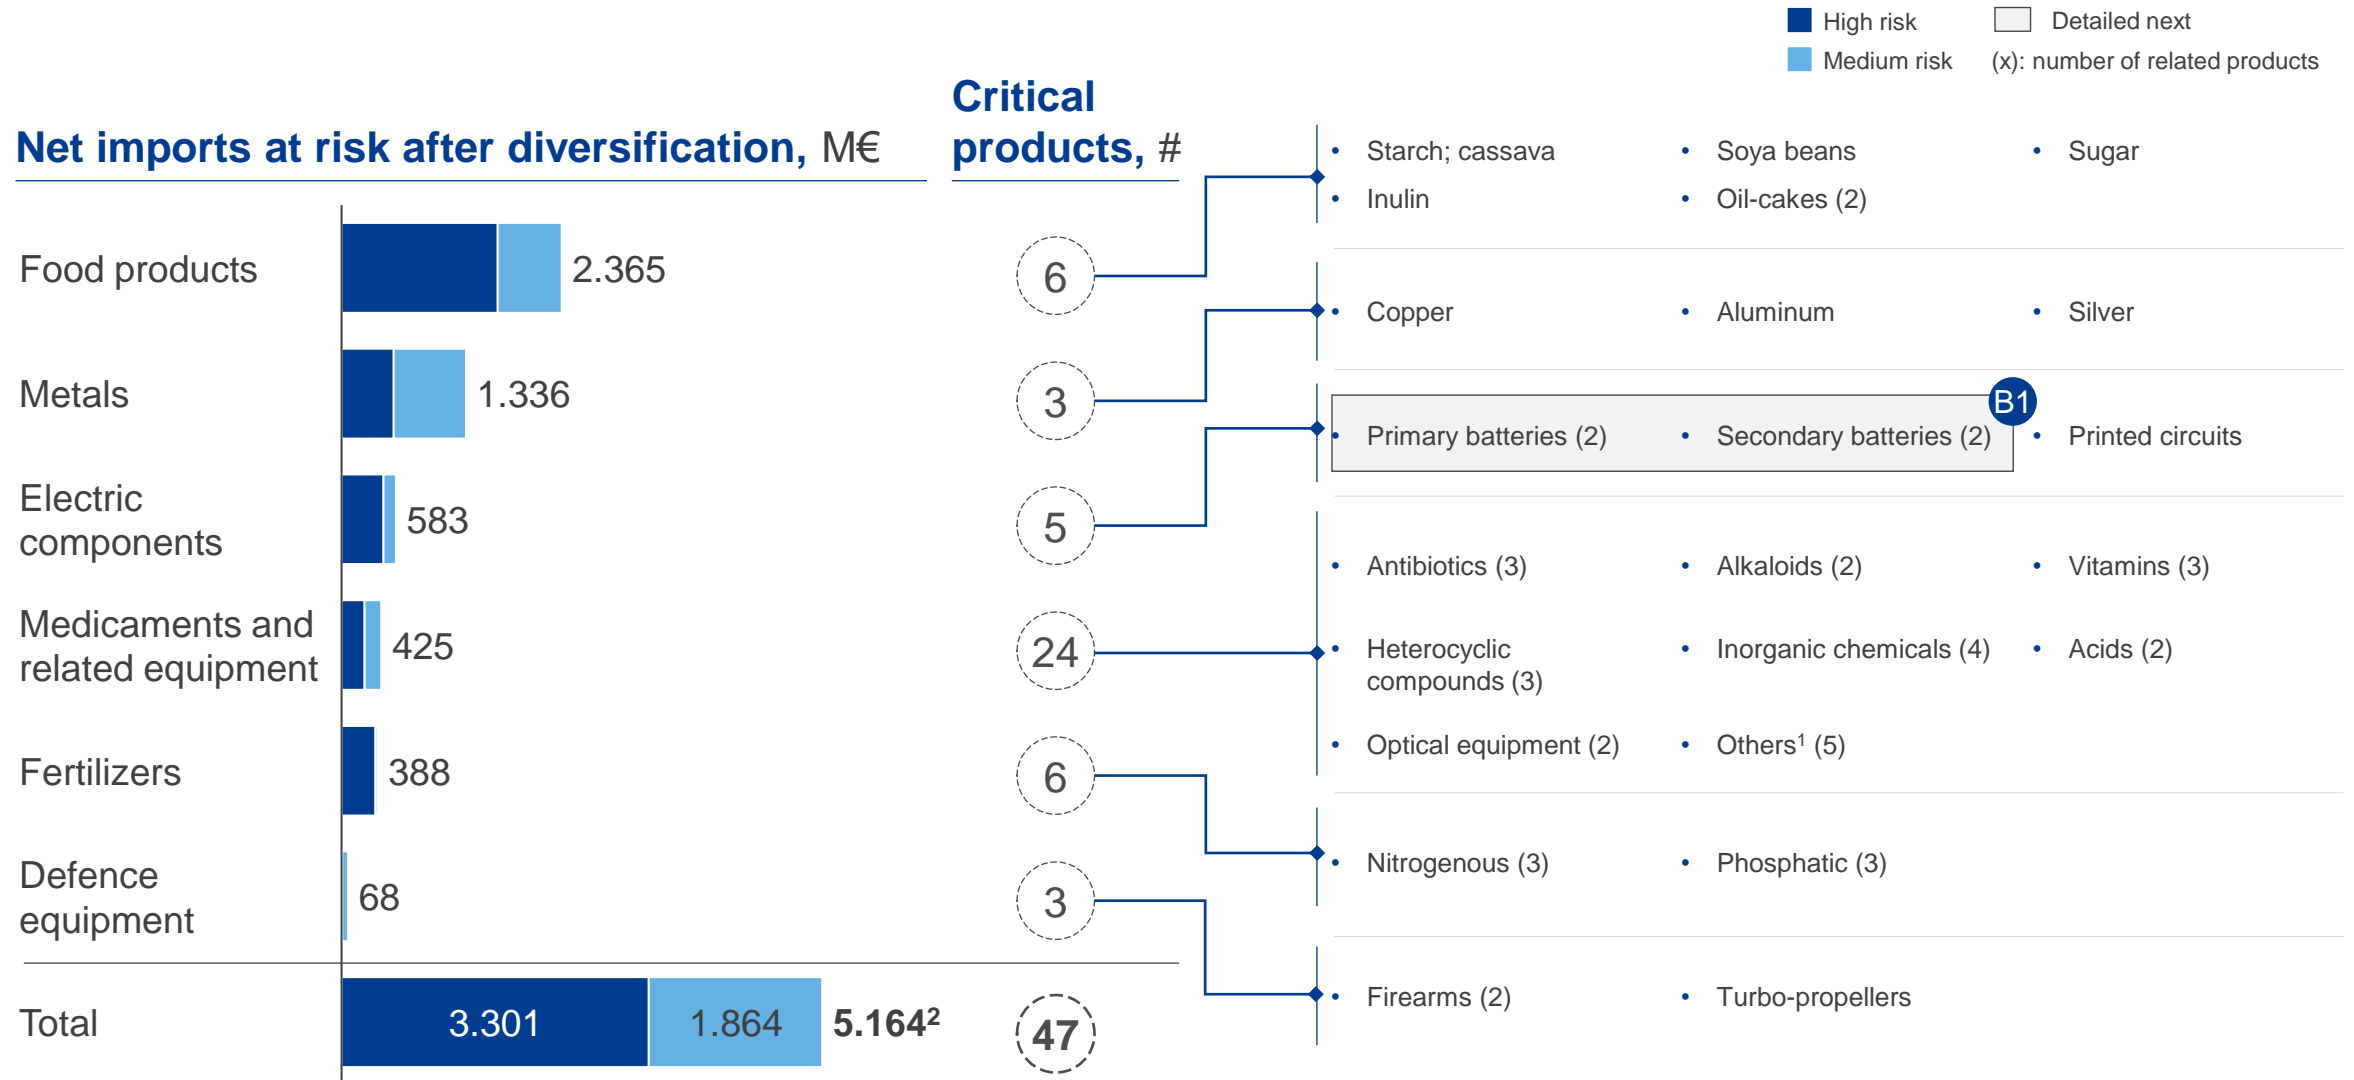 High risk
Detailed next
Medium risk
(x): number of related products
Net imports at risk after diversification, M€
Critical
products, #
Food products
2.365
6
• Starch; cassava
• Soya beans
• Sugar
• Inulin
• Oil-cakes (2)
Metals
1.336
3
• Copper
• Aluminum
• Silver
Electric
components
583
5
B1
• Primary batteries (2)
• Secondary batteries (2)
• Printed circuits
Medicaments and
related equipment
425
24
• Antibiotics (3)
• Alkaloids (2)
• Vitamins (3)
• Heterocyclic
compounds (3)
• Inorganic chemicals (4)
• Acids (2)
• Optical equipment (2)
• Others¹ (5)
Fertilizers
388
6
• Nitrogenous (3)
• Phosphatic (3)
Defence
equipment
68
3
• Firearms (2)
• Turbo-propellers
Total
3.301
1.864
5.164²
47